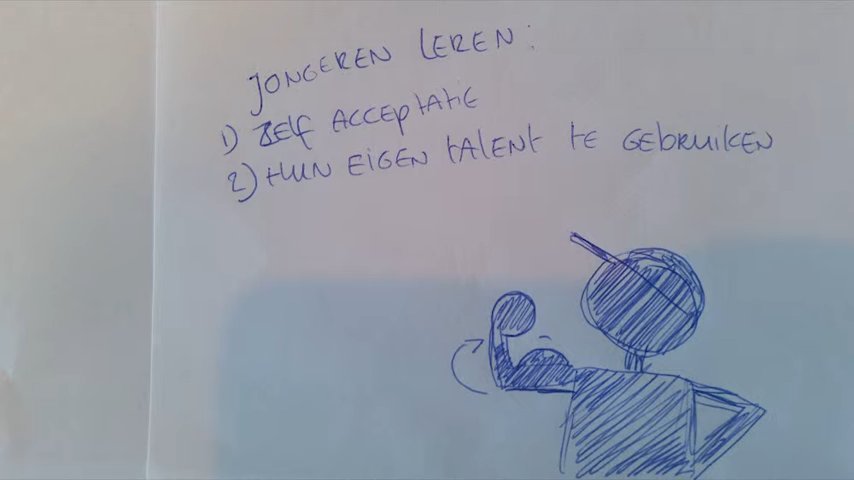 JONGEREN LEREN:
1) ZELF ACCEPTATIE
2) HUN EIGEN TALENT TE GEBRUIKEN